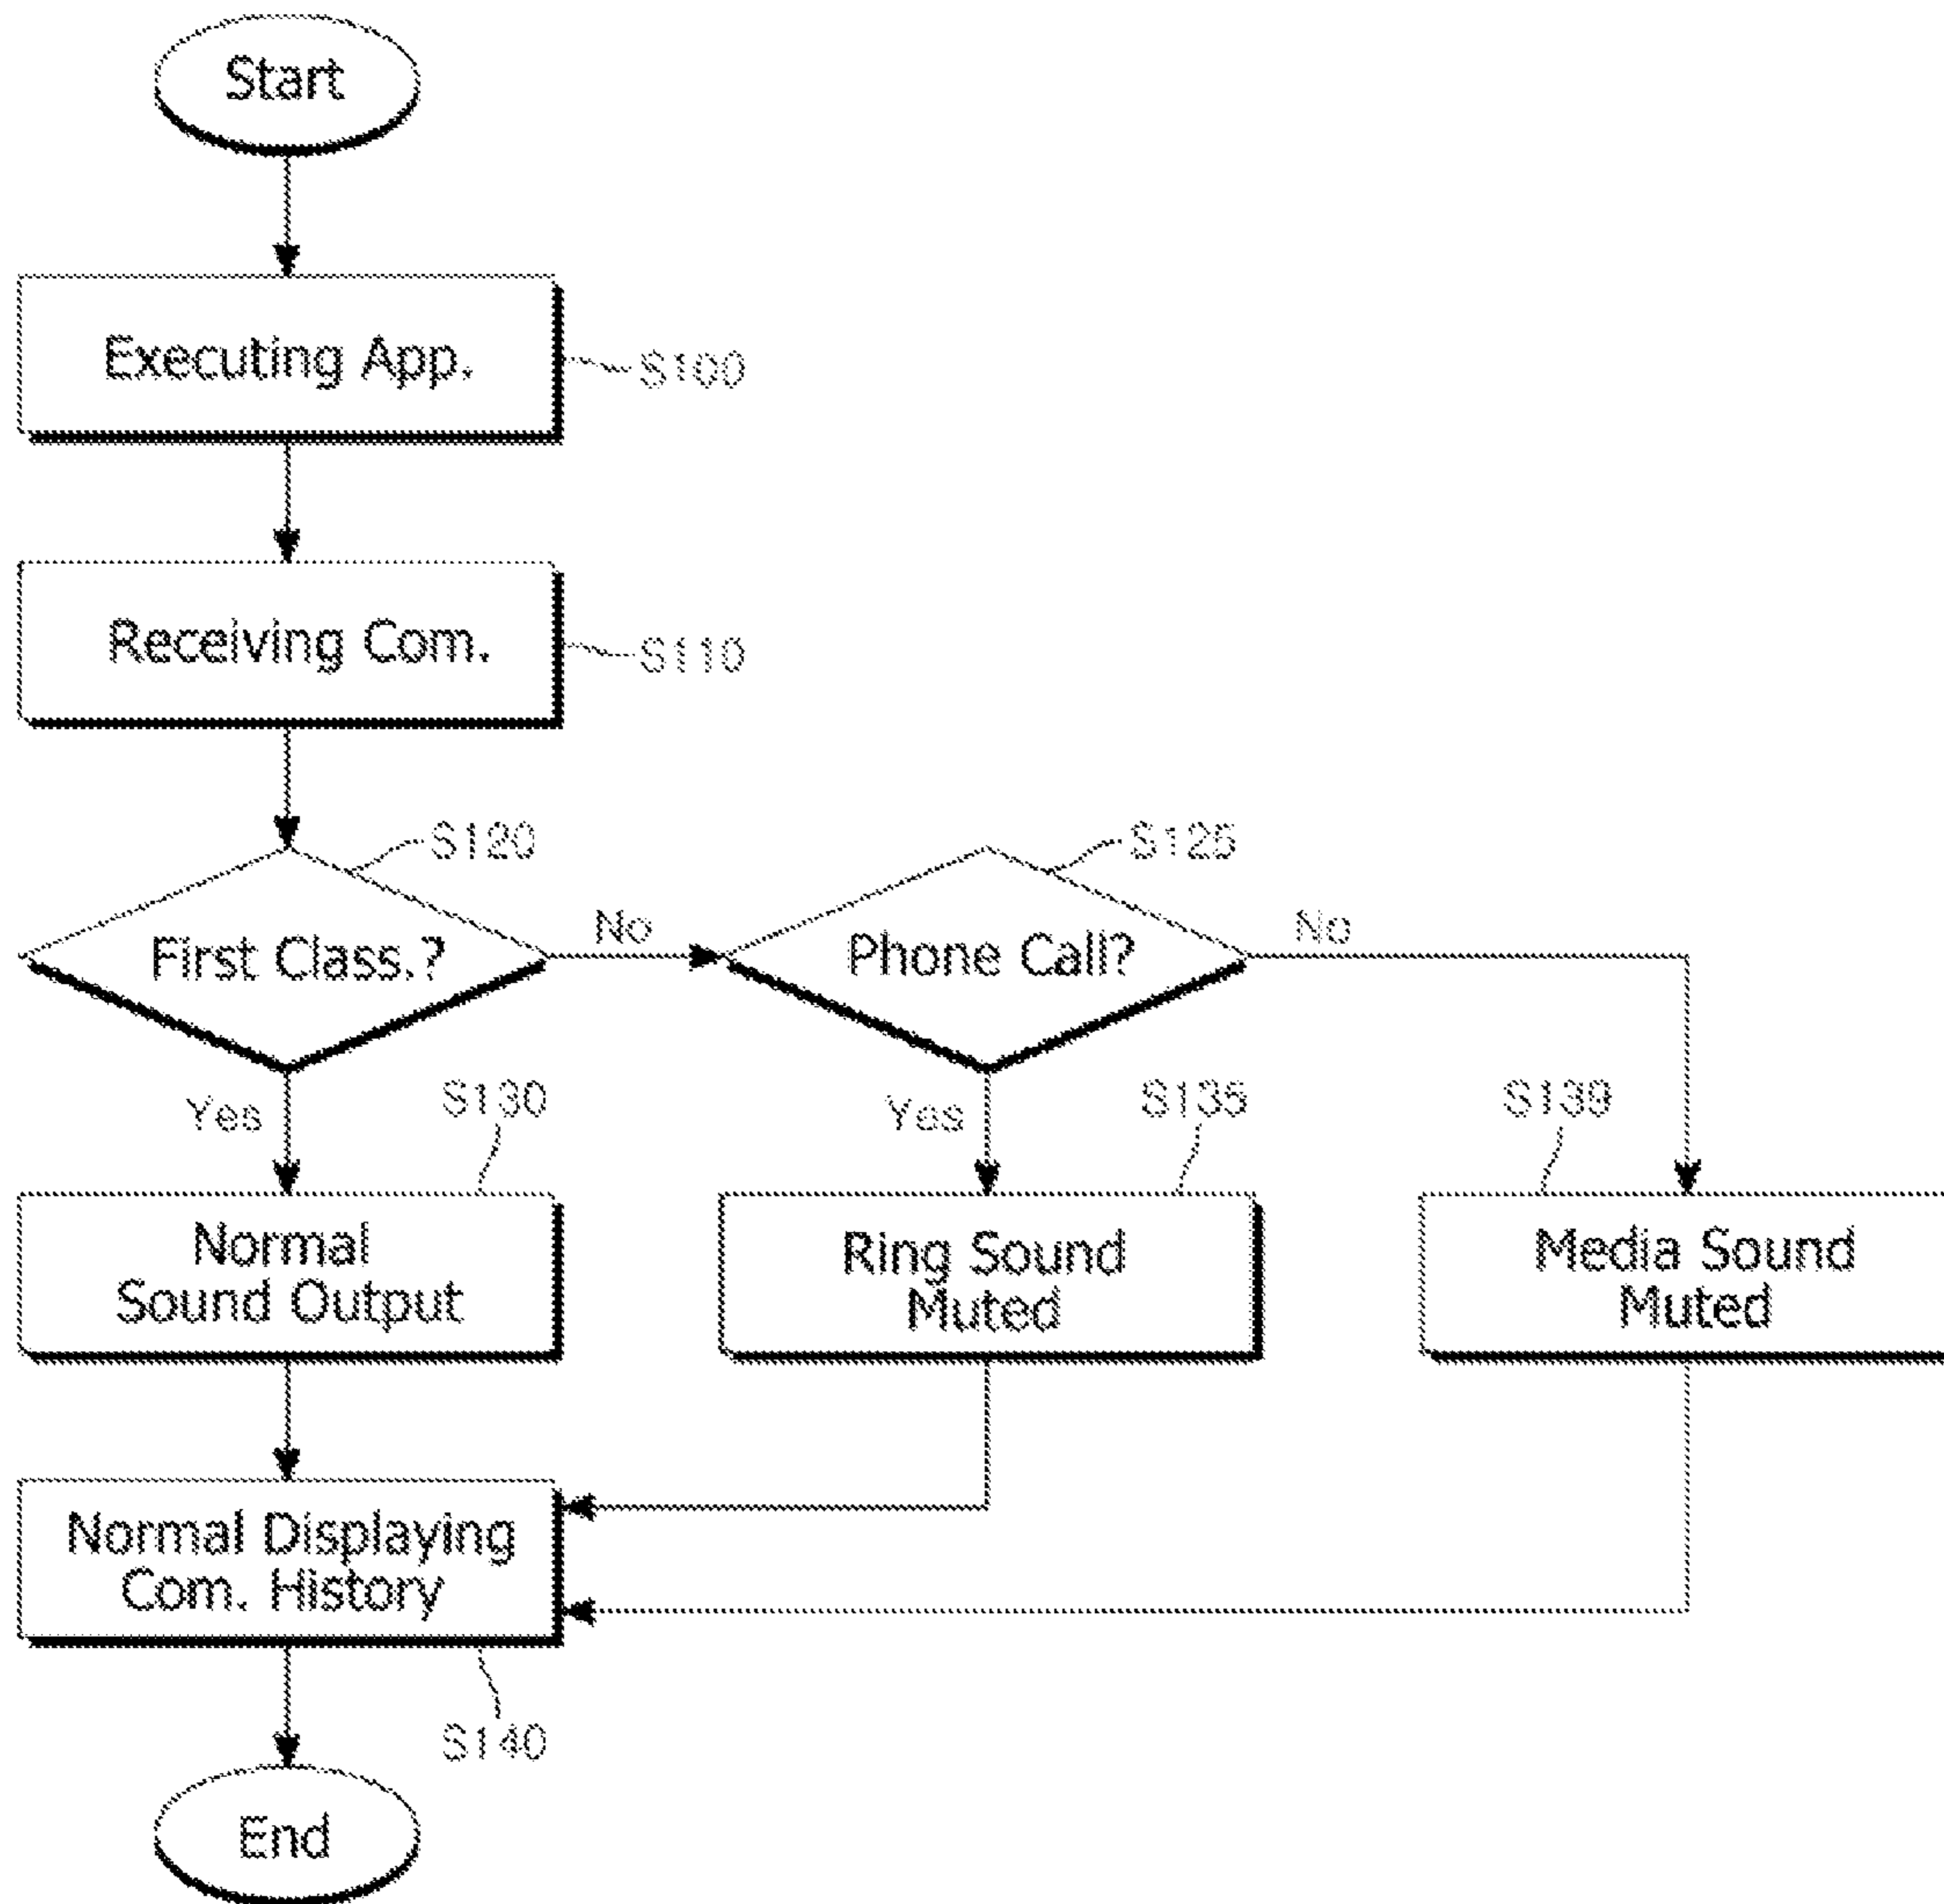 Start
Executing App.
S100
Receiving Com.
S110
S120
S125
First Class.?
No
Phone Call?
No
Yes
S130
Yes
S135
S139
Normal
Sound Output
Ring Sound
Muted
Media Sound
Muted
Normal Displaying
Com. History
S140
End